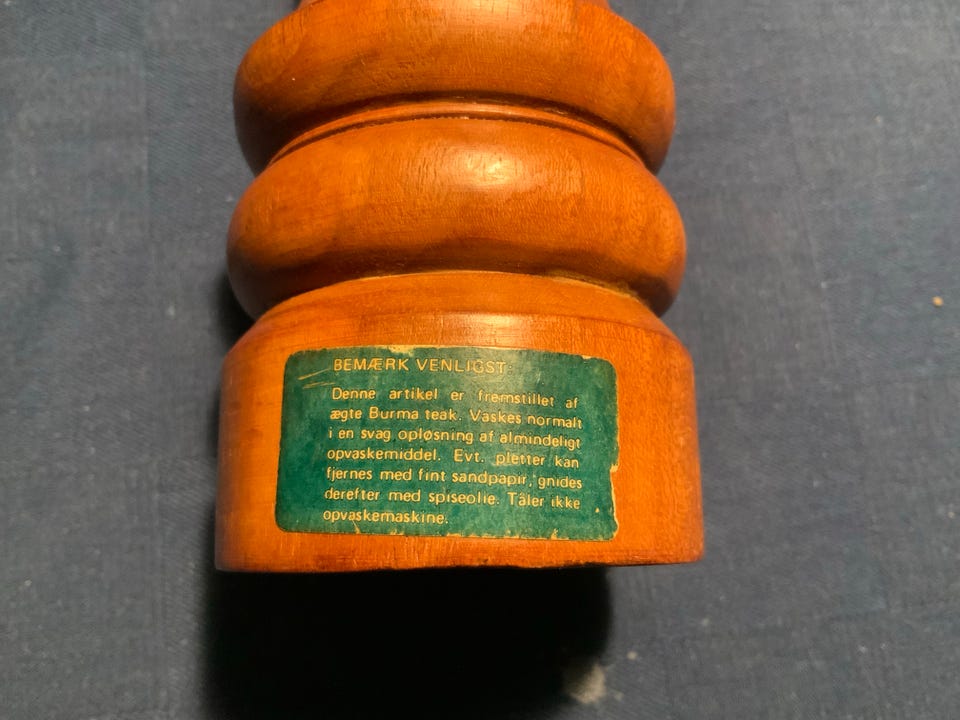 BEMÆRK VENLIGST:
Denne artikel er fremstillet af
ægte Burma teak. Vaskes normalt
i en svag opløsning af almindeligt
opvaskemiddel. Evt. pletter kan
fjernes med fint sandpapir, gnides
derefter med spiseolie. Tåler ikke
opvaskemaskine.